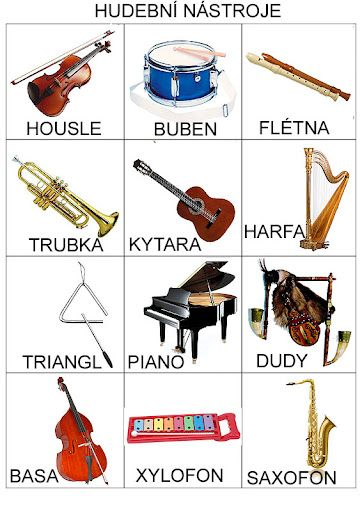 HUDEBNÍ NÁSTROJE
HOUSLE
BUBEN
FLÉTNA
TRUBKA
KYTARA
HARFA
TRIANGL
PIANO
DUDY
BASA
XYLOFON
SAXOFON